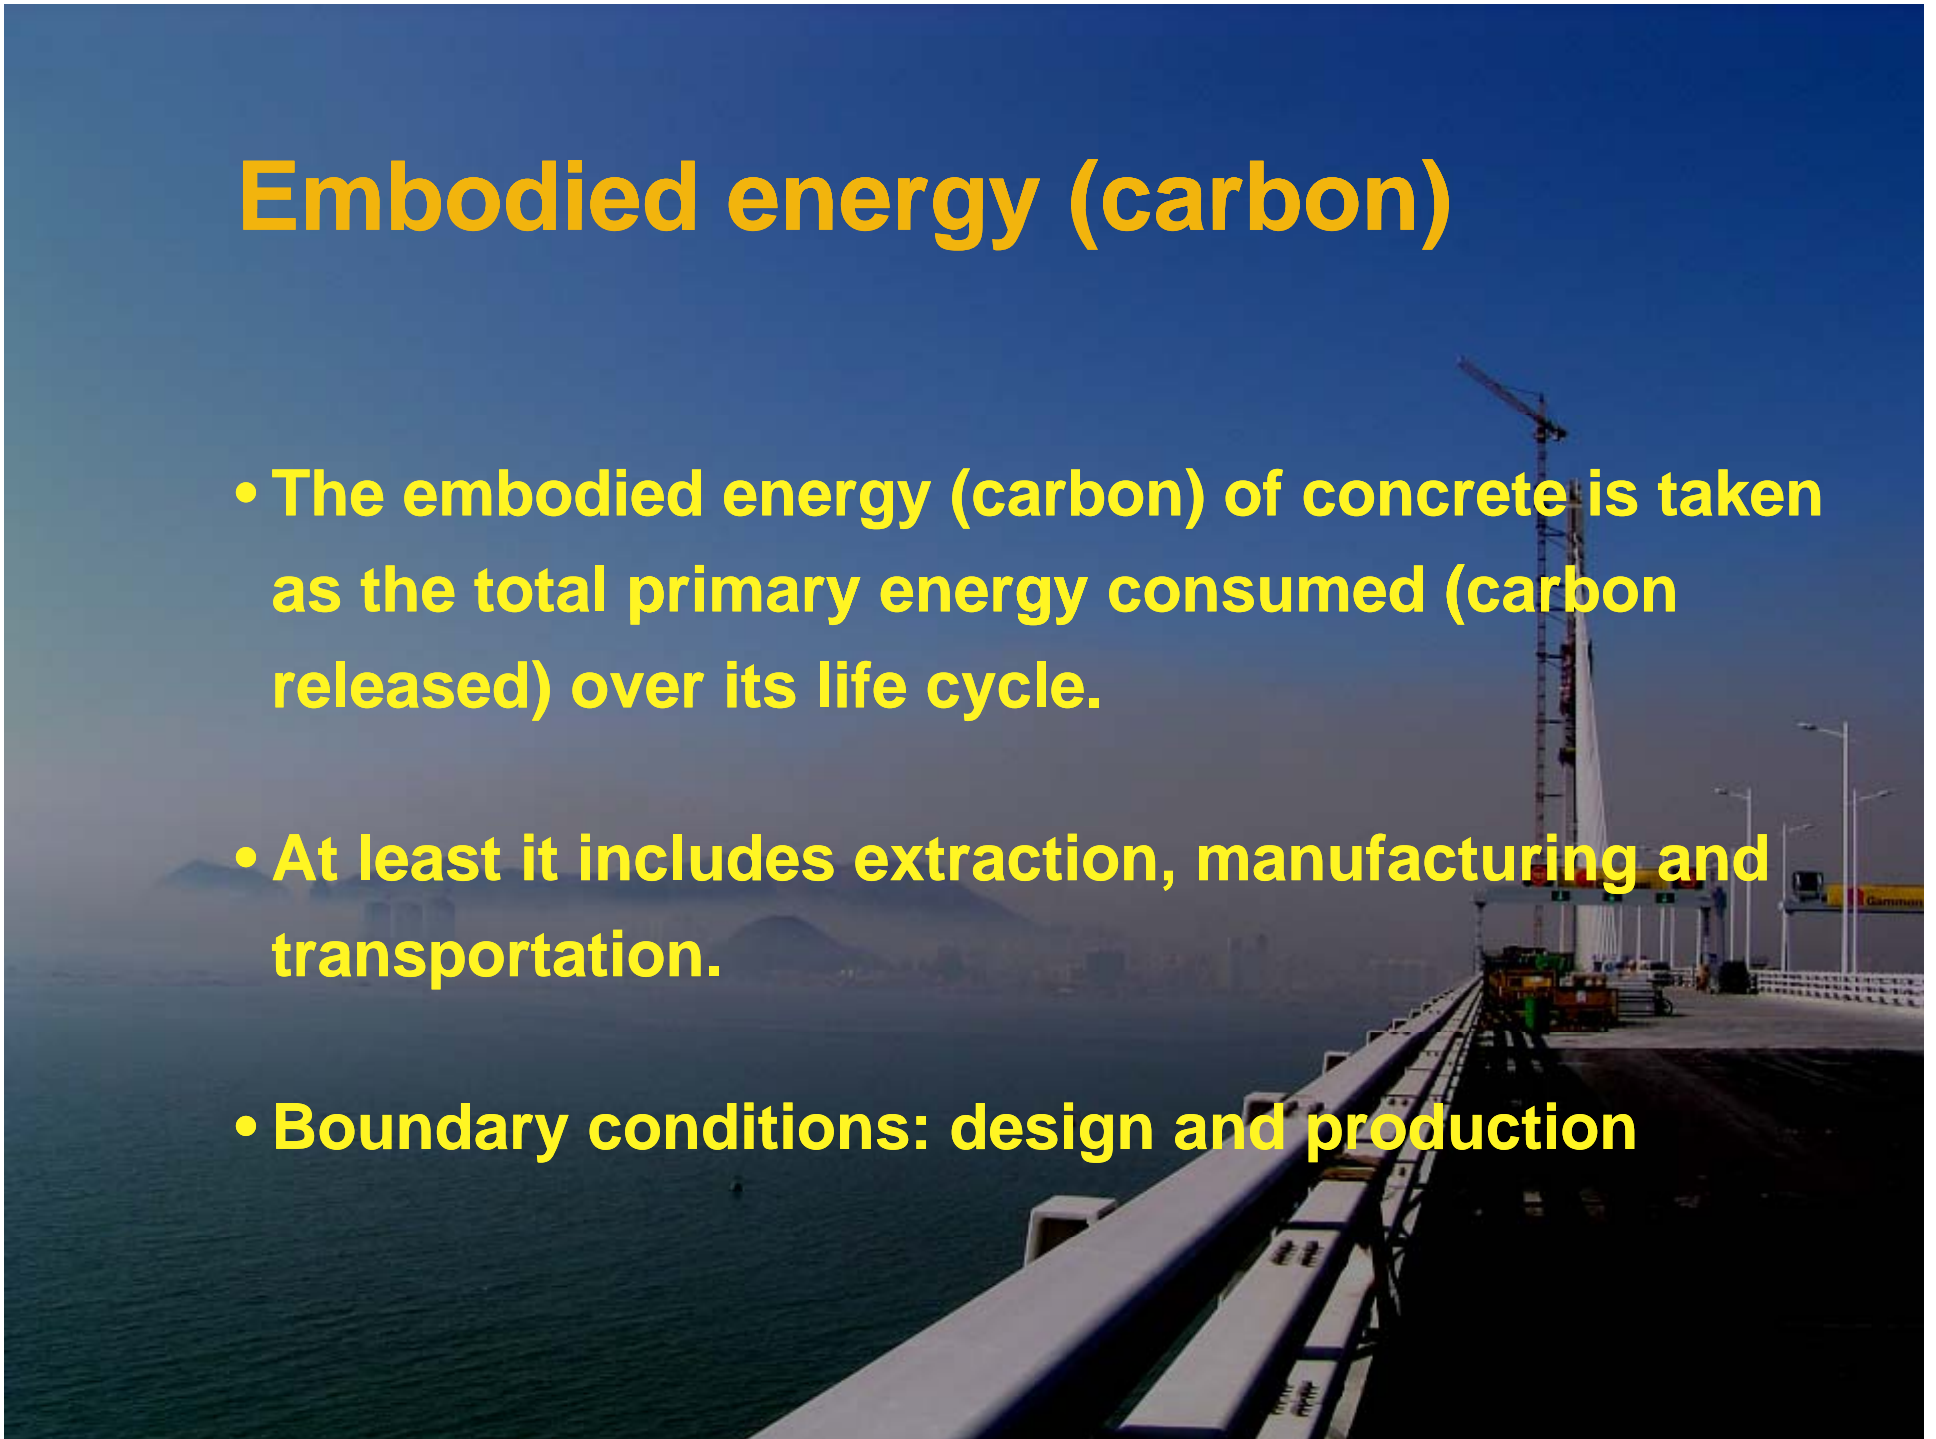 Embodied energy (carbon)
• The embodied energy (carbon) of concrete is taken
as the total primary energy consumed (carbon
released) over its life cycle.
• At least it includes extraction, manufacturing and
transportation.
Gammon
• Boundary conditions: design and production